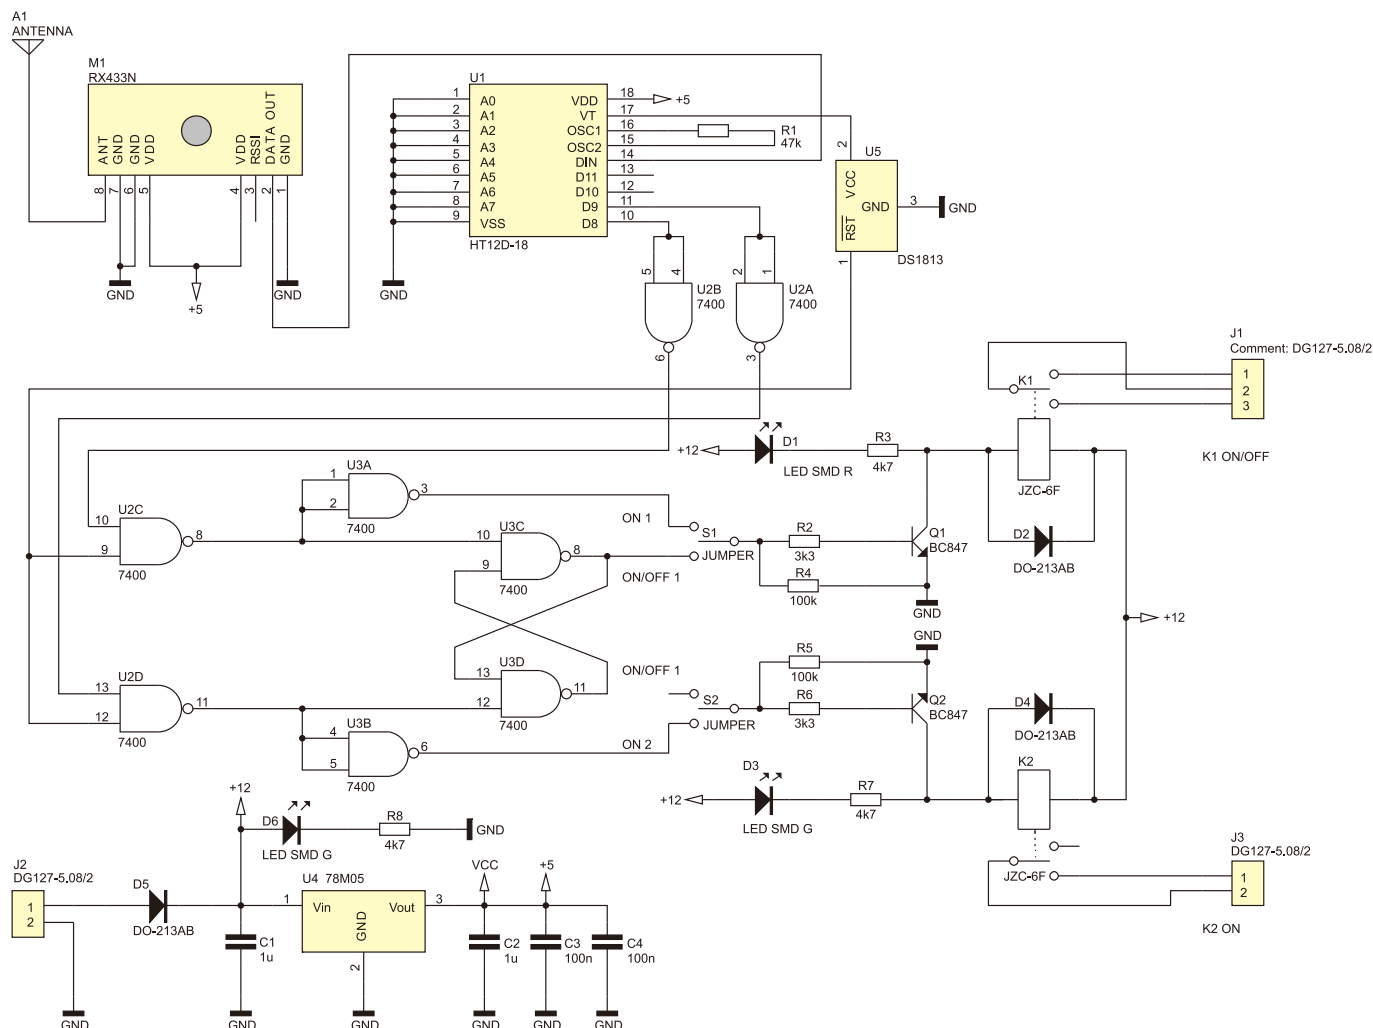 A1
ANTENNA
M1
RX433N
ANT
GND
GND
VDD
VDD
RSSI
DATA OUT
GND
8
7
6
5
4
3
2
1
GND
+5
GND
U1
1 A0
2 A1
3 A2
4 A3
5 A4
6 A5
7 A6
8 A7
9 VSS
VDD 18
VT 17
OSC1 16
OSC2 15
DIN 14
D11 13
D10 12
D9 11
D8 10
HT12D-18
GND
+5
R1
47k
U5
2
VCC
GND 3
RST
1
GND
DS1813
5
4
U2B
7400
6
2
1
U2A
7400
3
J1
Comment: DG127-5.08/2
1
2
3
K1
K1 ON/OFF
JZC-6F
+12
D1
LED SMD R
R3
4k7
D2
DO-213AB
U3A
1
2
3
7400
U2C
10
9
8
7400
U3C
10
9
8
7400
ON 1
S1
JUMPER
ON/OFF 1
R2
3k3
R4
100k
Q1
BC847
GND
+12
GND
U3D
13
12
11
7400
ON/OFF 1
S2
JUMPER
ON 2
R5
100k
R6
3k3
Q2
BC847
D4
DO-213AB
U2D
13
12
11
7400
U3B
4
5
6
7400
+12
D3
LED SMD G
R7
4k7
K2
JZC-6F
J3
DG127-5.08/2
1
2
K2 ON
+12
D6
LED SMD G
R8
4k7
GND
J2
DG127-5.08/2
1
2
D5
DO-213AB
U4 78M05
1
Vin
Vout
GND
3
2
VCC
+5
C1
1u
C2
1u
C3
100n
C4
100n
GND
GND
GND
GND
GND
GND